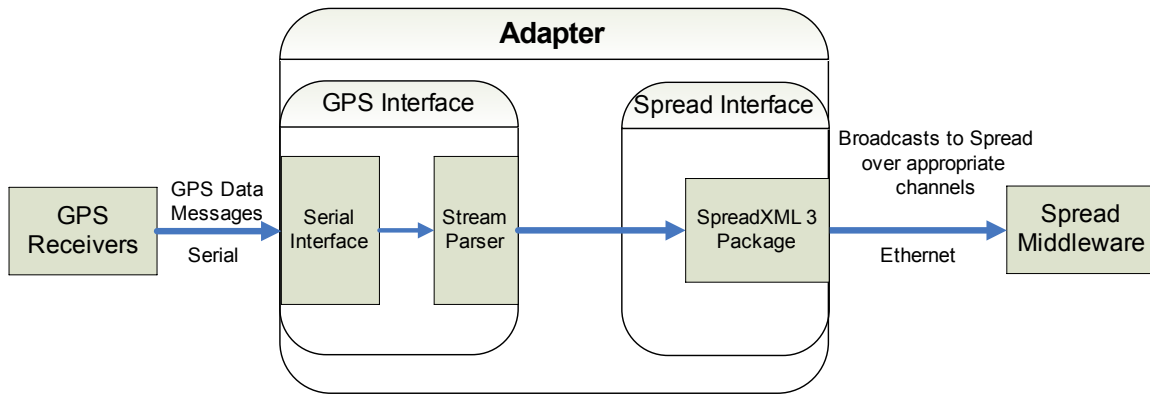 Adapter
GPS Interface
Spread Interface
GPS Data
Messages
Serial
GPS
Receivers
Serial
Interface
Stream
Parser
SpreadXML 3
Package
Broadcasts to Spread
over appropriate
channels
Ethernet
Spread
Middleware